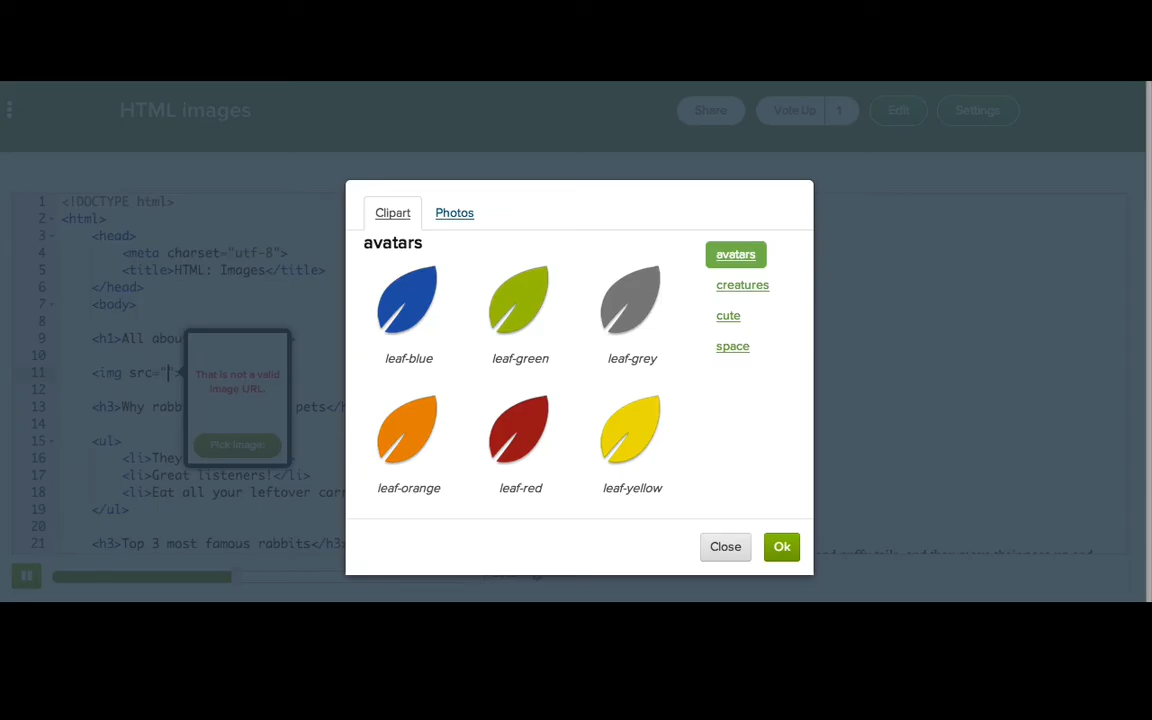 HTML images
Share
Vote Up
1
Edit
Settings
Clipart
Photos
avatars
leaf-blue
leaf-green
leaf-grey
leaf-orange
leaf-red
leaf-yellow
avatars
creatures
cute
space
Close
Ok
1 <!DOCTYPE html>
2 <html>
3 <head>
4 <meta charset="utf-8">
5 <title>HTML: Images</title>
6 </head>
7 <body>
8
9 <h1>All abou
10
11 <img src="">
12
13 <h3>Why rabb pets</h
14
15 <ul>
16 <li>They
17 <li>Great listeners!</li>
18 <li>Eat all your leftover carr
19 </ul>
20
21 <h3>Top 3 most famous rabbits</h3
That is not a valid
image URL.
Pick image: